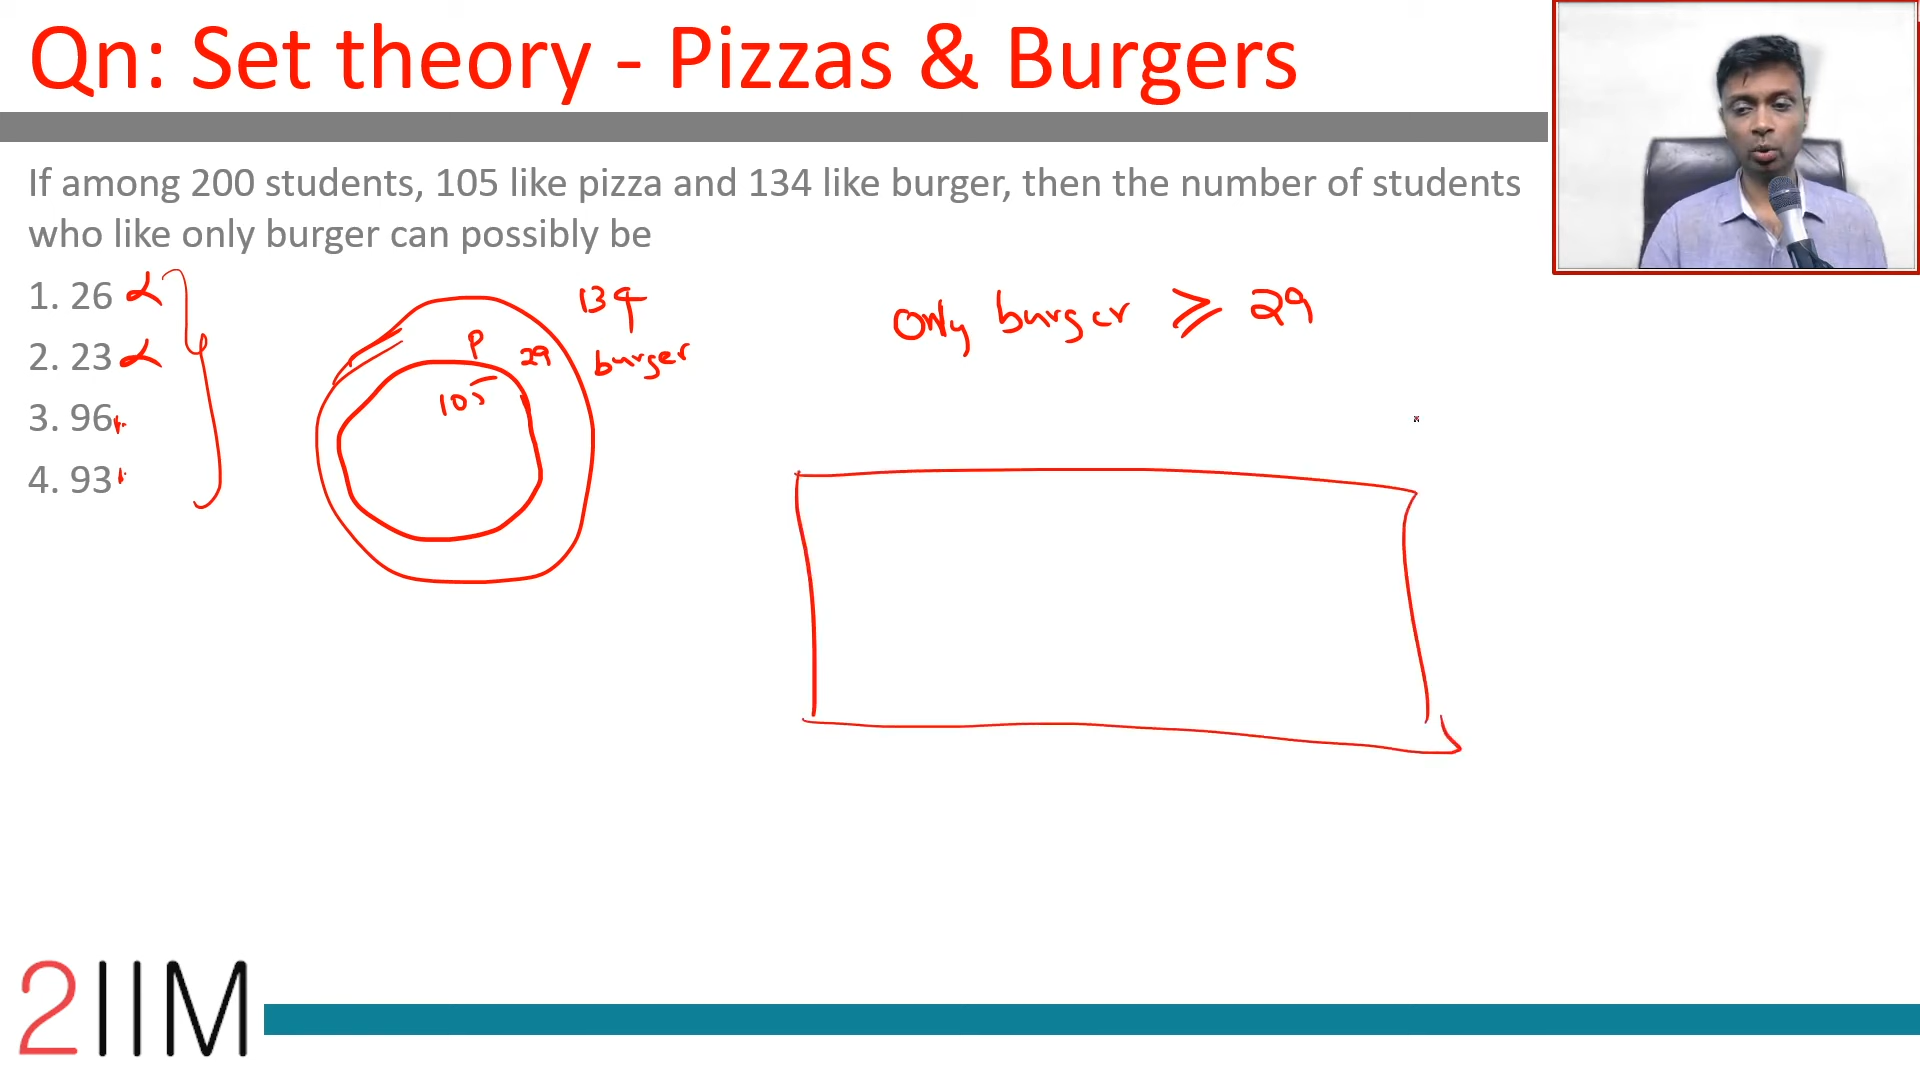 Qn: Set theory - Pizzas & Burgers
If among 200 students, 105 like pizza and 134 like burger, then the number of students
who like only burger can possibly be
1. 26
2. 23
3. 96
4. 93
134
burger
P
29
105
Only burger ≥ 29
2IIM